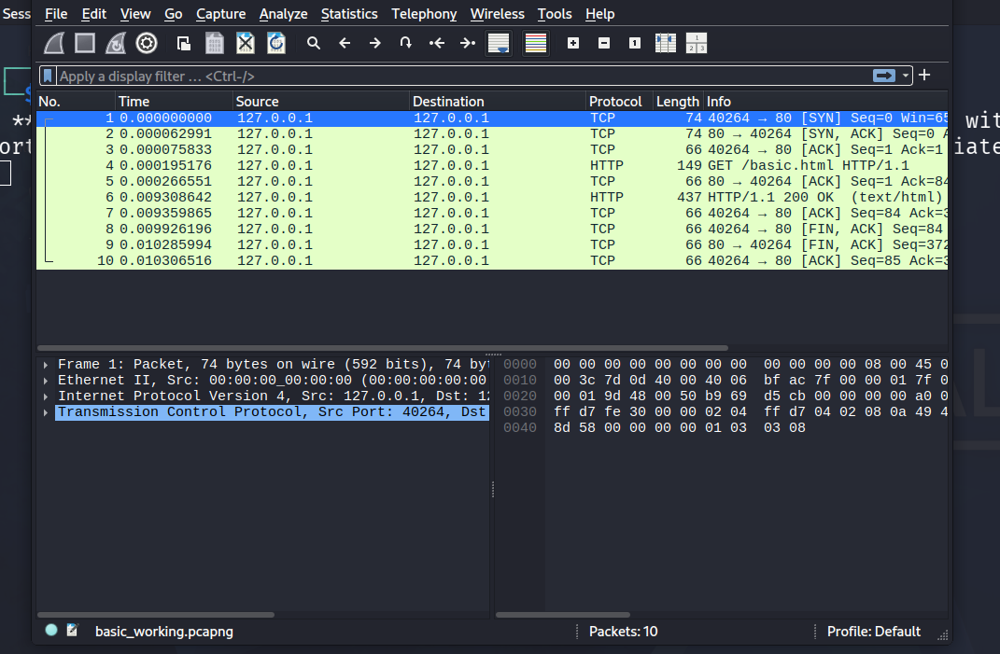 Sess File Edit View Go Capture Analyze Statistics Telephony Wireless Tools Help
Apply a display filter … <Ctrl-/>
No. Time Source Destination Protocol Length Info
1 0.000000000 127.0.0.1 127.0.0.1 TCP 74 40264 → 80 [SYN] Seq=0 Win=65
2 0.000062991 127.0.0.1 127.0.0.1 TCP 74 80 → 40264 [SYN, ACK] Seq=0 A
3 0.000075833 127.0.0.1 127.0.0.1 TCP 66 40264 → 80 [ACK] Seq=1 Ack=1
4 0.000195176 127.0.0.1 127.0.0.1 HTTP 149 GET /basic.html HTTP/1.1
5 0.000266551 127.0.0.1 127.0.0.1 TCP 66 80 → 40264 [ACK] Seq=1 Ack=84
6 0.009308642 127.0.0.1 127.0.0.1 HTTP 437 HTTP/1.1 200 OK (text/html)
7 0.009359865 127.0.0.1 127.0.0.1 TCP 66 40264 → 80 [ACK] Seq=84 Ack=3
8 0.009926196 127.0.0.1 127.0.0.1 TCP 66 40264 → 80 [FIN, ACK] Seq=84
9 0.010285994 127.0.0.1 127.0.0.1 TCP 66 80 → 40264 [FIN, ACK] Seq=372
10 0.010306516 127.0.0.1 127.0.0.1 TCP 66 40264 → 80 [ACK] Seq=85 Ack=3
** wit
ort iate
Frame 1: Packet, 74 bytes on wire (592 bits), 74 byt
Ethernet II, Src: 00:00:00_00:00:00 (00:00:00:00:00
Internet Protocol Version 4, Src: 127.0.0.1, Dst: 12
Transmission Control Protocol, Src Port: 40264, Dst
0000 00 00 00 00 00 00 00 00 00 00 00 00 08 00 45 0
0010 00 3c 7d 0d 40 00 40 06 bf ac 7f 00 00 01 7f 0
0020 00 01 9d 48 00 50 b9 69 d5 cb 00 00 00 00 a0 0
0030 ff d7 fe 30 00 00 02 04 ff d7 04 02 08 0a 49 4
0040 8d 58 00 00 00 00 01 03 03 08
basic_working.pcapng Packets: 10 Profile: Default